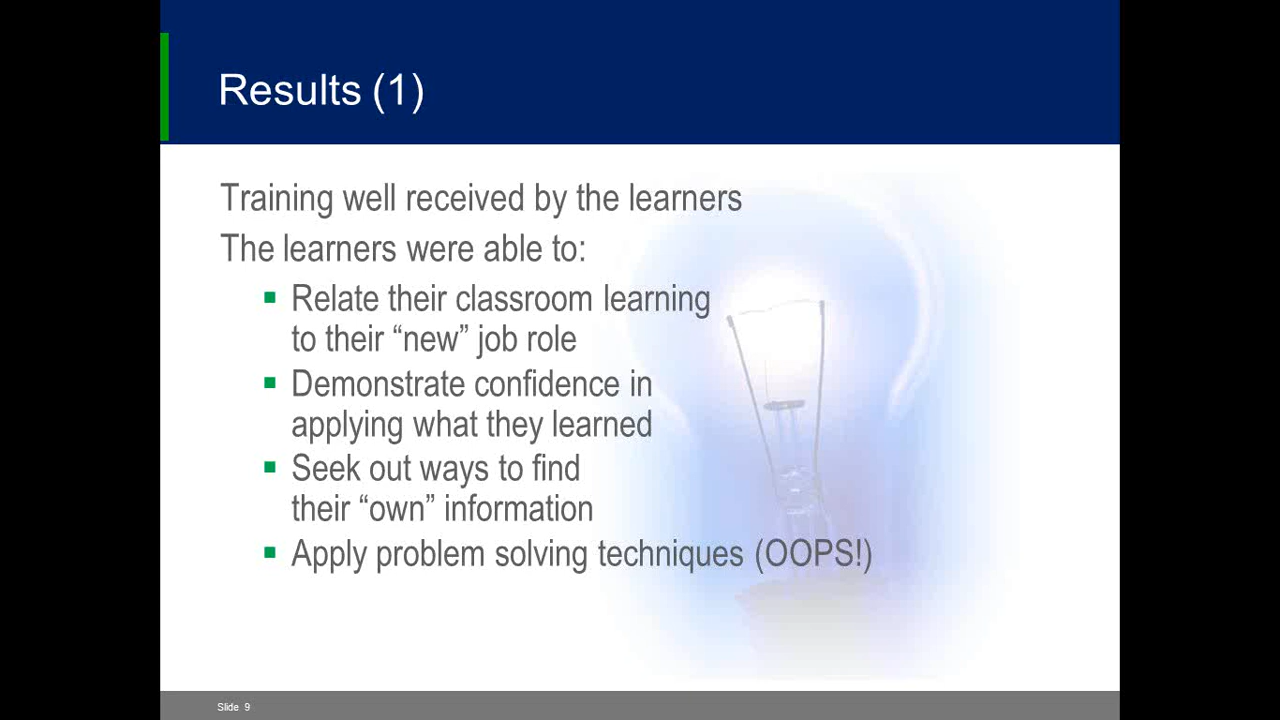 Results (1)
Training well received by the learners
The learners were able to:
▪ Relate their classroom learning
to their “new” job role
▪ Demonstrate confidence in
applying what they learned
▪ Seek out ways to find
their “own” information
▪ Apply problem solving techniques (OOPS!)
Slide 9